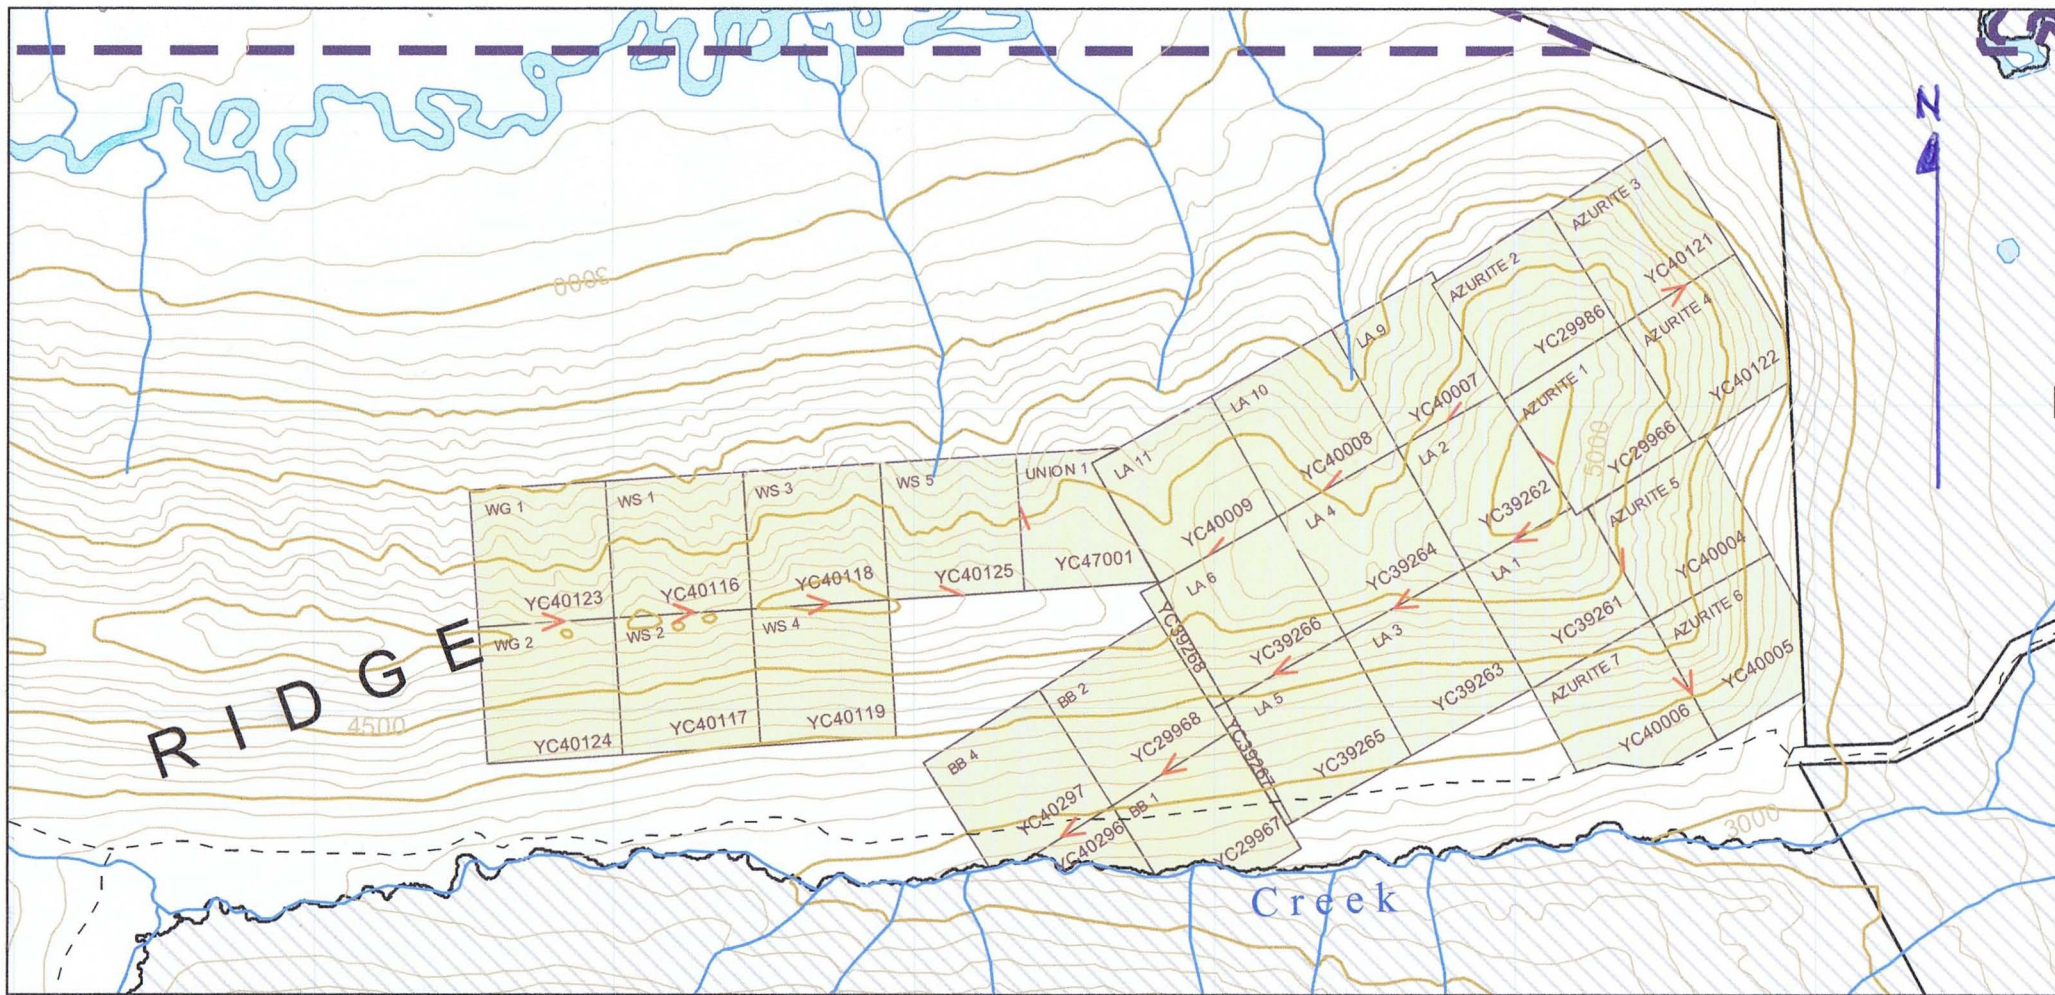 N
3000
AZURITE 3
YC40121
AZURITE 2
YC29986
AZURITE 4
YC40122
LA 9
YC40007
AZURITE 1
YC29966
5000
LA 10
YC40008
LA 2
YC39262
LA 11
YC40009
LA 4
YC39264
LA 1
YC39261
AZURITE 5
YC40004
AZURITE 6
YC40005
AZURITE 7
YC40006
WG 1
YC40123
WS 1
YC40116
WS 3
YC40118
WS 5
YC40125
UNION 1
YC47001
LA 6
YC39266
LA 3
YC39263
LA 5
YC39265
YC39268
YC39267
WG 2
YC40124
WS 2
YC40117
WS 4
YC40119
BB 2
YC29968
BB 4
YC40297
BB 1
YC29967
YC40296
RIDGE
4500
3000
Creek